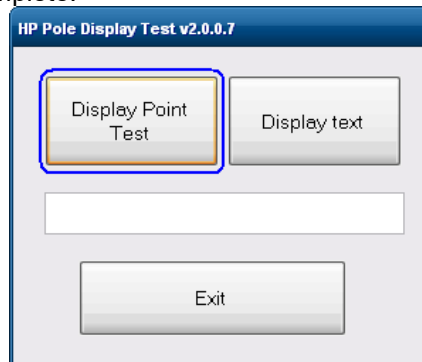 HP Pole Display Test v2.0.0.7
Display Point
Test
Display text
Exit